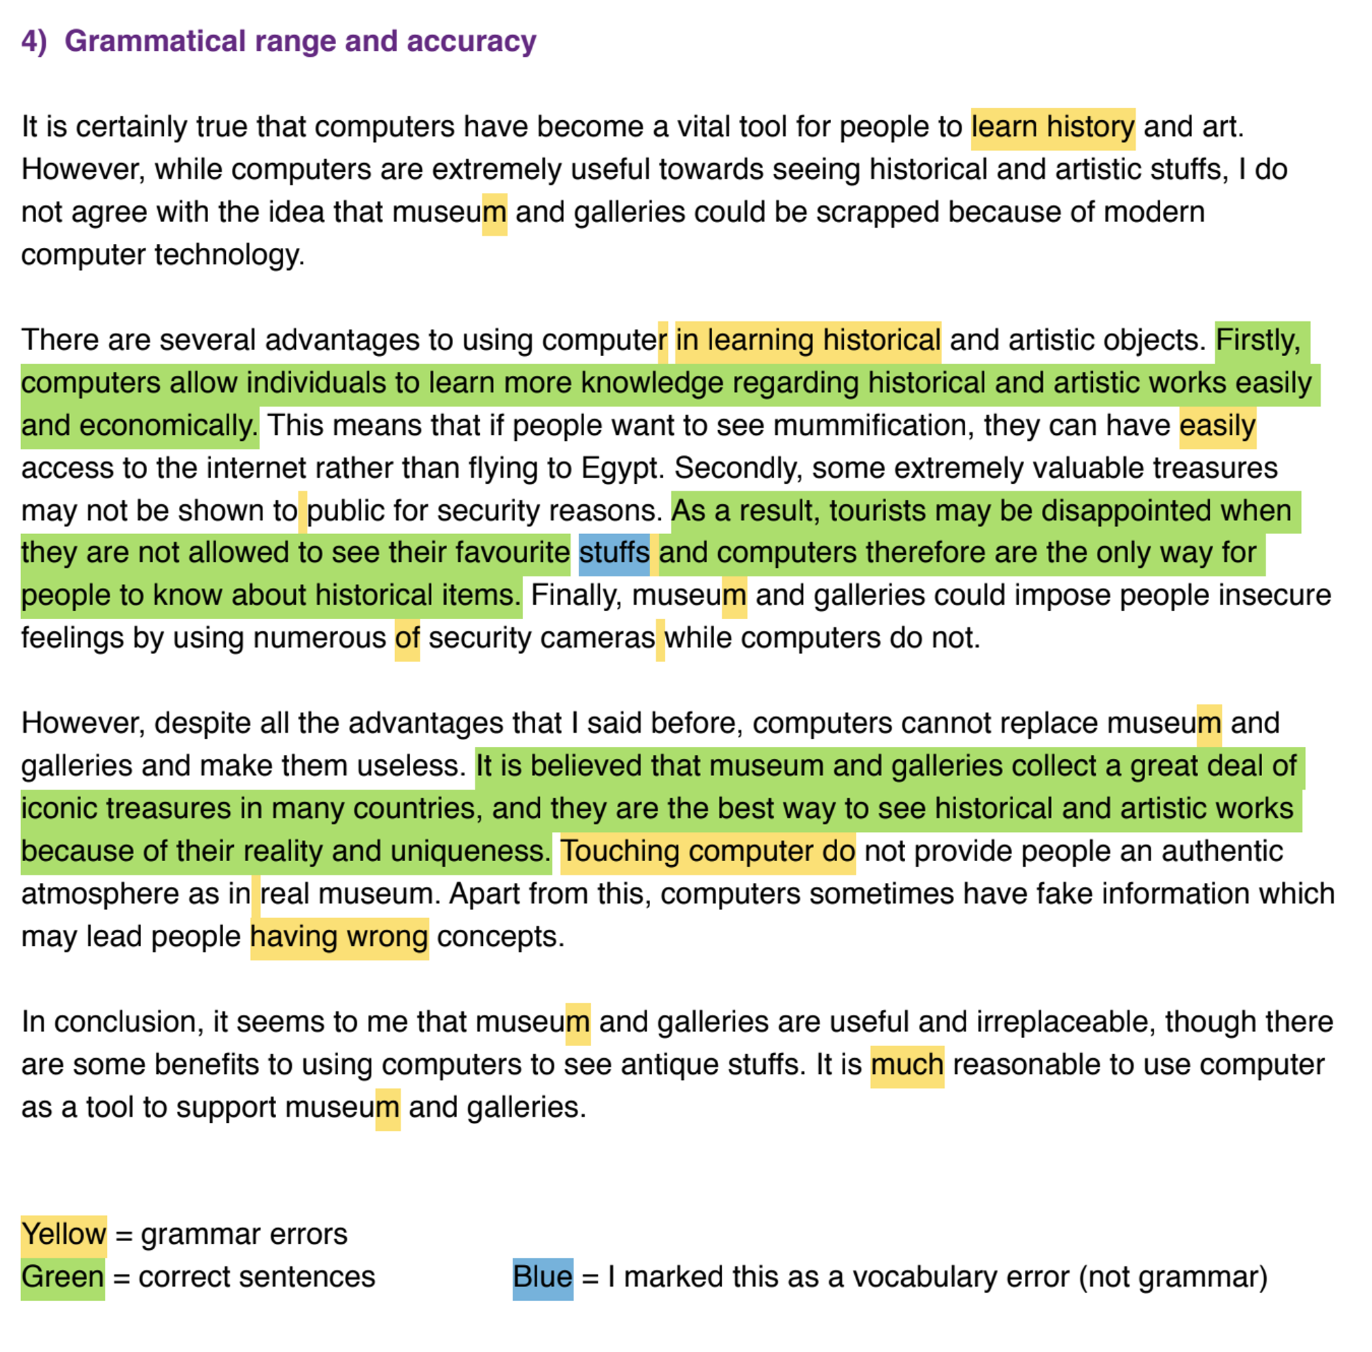 4) Grammatical range and accuracy
It is certainly true that computers have become a vital tool for people to learn history and art.
However, while computers are extremely useful towards seeing historical and artistic stuffs, I do
not agree with the idea that museum and galleries could be scrapped because of modern
computer technology.
There are several advantages to using computer in learning historical and artistic objects. Firstly,
computers allow individuals to learn more knowledge regarding historical and artistic works easily
and economically. This means that if people want to see mummification, they can have easily
access to the internet rather than flying to Egypt. Secondly, some extremely valuable treasures
may not be shown to public for security reasons. As a result, tourists may be disappointed when
they are not allowed to see their favourite stuffs and computers therefore are the only way for
people to know about historical items. Finally, museum and galleries could impose people insecure
feelings by using numerous of security cameras while computers do not.
However, despite all the advantages that I said before, computers cannot replace museum and
galleries and make them useless. It is believed that museum and galleries collect a great deal of
iconic treasures in many countries, and they are the best way to see historical and artistic works
because of their reality and uniqueness. Touching computer do not provide people an authentic
atmosphere as in real museum. Apart from this, computers sometimes have fake information which
may lead people having wrong concepts.
In conclusion, it seems to me that museum and galleries are useful and irreplaceable, though there
are some benefits to using computers to see antique stuffs. It is much reasonable to use computer
as a tool to support museum and galleries.
Yellow = grammar errors
Green = correct sentences Blue = I marked this as a vocabulary error (not grammar)